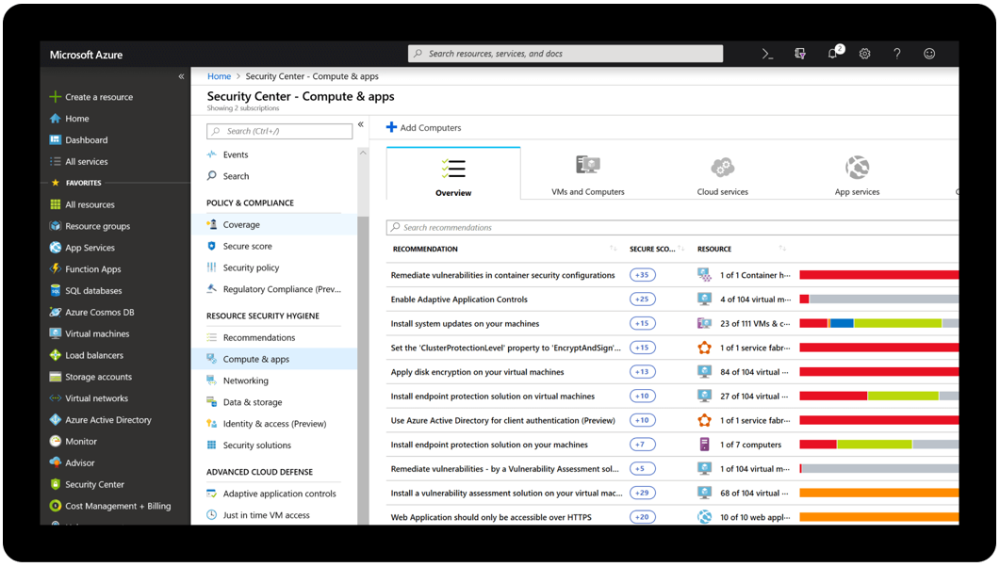 Microsoft Azure
Search resources, services, and docs
2
Home > Security Center - Compute & apps
Security Center - Compute & apps
Showing 2 subscriptions
Create a resource
Home
Dashboard
All services
FAVORITES
All resources
Resource groups
App Services
Function Apps
SQL databases
Azure Cosmos DB
Virtual machines
Load balancers
Storage accounts
Virtual networks
Azure Active Directory
Monitor
Advisor
Security Center
Cost Management + Billing
Search (Ctrl+/)
Events
Search
POLICY & COMPLIANCE
Coverage
Secure score
Security policy
Regulatory Compliance (Prev...
RESOURCE SECURITY HYGIENE
Recommendations
Compute & apps
Networking
Data & storage
Identity & access (Preview)
Security solutions
ADVANCED CLOUD DEFENSE
Adaptive application controls
Just in time VM access
Add Computers
Overview
VMs and Computers
Cloud services
App services
Search recommendations
RECOMMENDATION SECURE SCO... RESOURCE
Remediate vulnerabilities in container security configurations +35 1 of 1 Container h...
Enable Adaptive Application Controls +25 4 of 104 virtual m...
Install system updates on your machines +15 23 of 111 VMs & c...
Set the 'ClusterProtectionLevel' property to 'EncryptAndSign'... +15 1 of 1 service fabr...
Apply disk encryption on your virtual machines +13 84 of 104 virtual ...
Install endpoint protection solution on virtual machines +10 27 of 104 virtual ...
Use Azure Active Directory for client authentication (Preview) +10 1 of 1 service fabr...
Install endpoint protection solution on your machines +7 1 of 7 computers
Remediate vulnerabilities - by a Vulnerability Assessment sol... +5 1 of 104 virtual m...
Install a vulnerability assessment solution on your virtual mac... +29 68 of 104 virtual ...
Web Application should only be accessible over HTTPS +20 10 of 10 web appl...